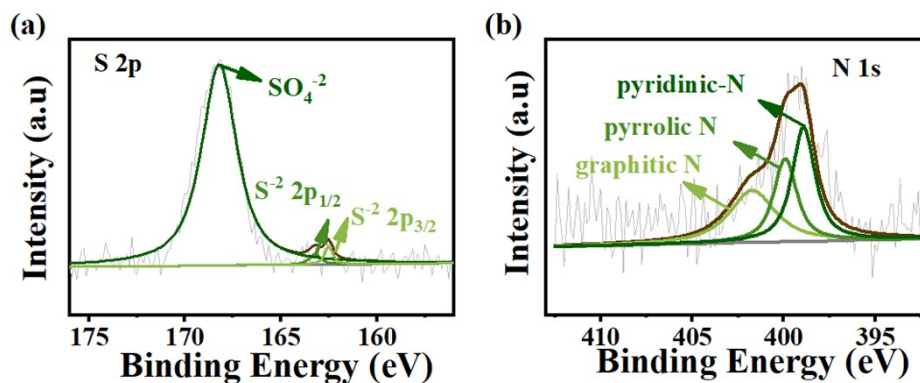 (a)
S 2p
SO₄⁻²
S⁻² 2p₁/₂
S⁻² 2p₃/₂
Intensity (a.u)
175 170 165 160
Binding Energy (eV)
(b)
N 1s
pyridinic-N
pyrrolic N
graphitic N
Intensity (a.u)
410 405 400 395
Binding Energy (eV)